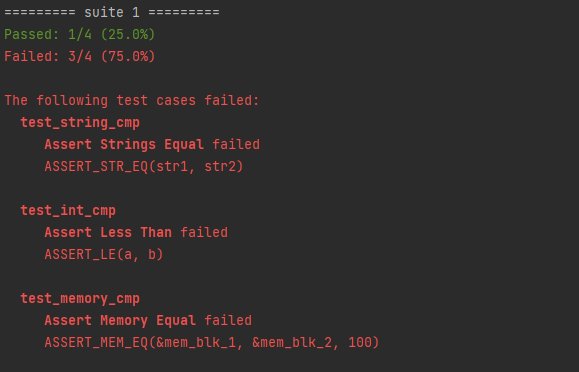 ========= suite 1 =========
Passed: 1/4 (25.0%)
Failed: 3/4 (75.0%)
The following test cases failed:
test_string_cmp
Assert Strings Equal failed
ASSERT_STR_EQ(str1, str2)
test_int_cmp
Assert Less Than failed
ASSERT_LE(a, b)
test_memory_cmp
Assert Memory Equal failed
ASSERT_MEM_EQ(&mem_blk_1, &mem_blk_2, 100)